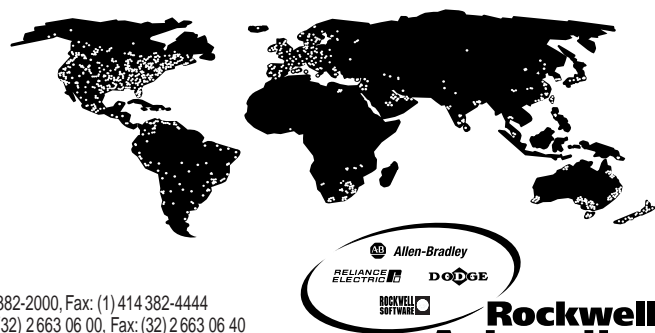 AB Allen-Bradley
RELIANCE ELECTRIC
DODGE
ROCKWELL SOFTWARE
382-2000, Fax: (1) 414 382-4444
32) 2 663 06 00, Fax: (32) 2 663 06 40
Rockwell